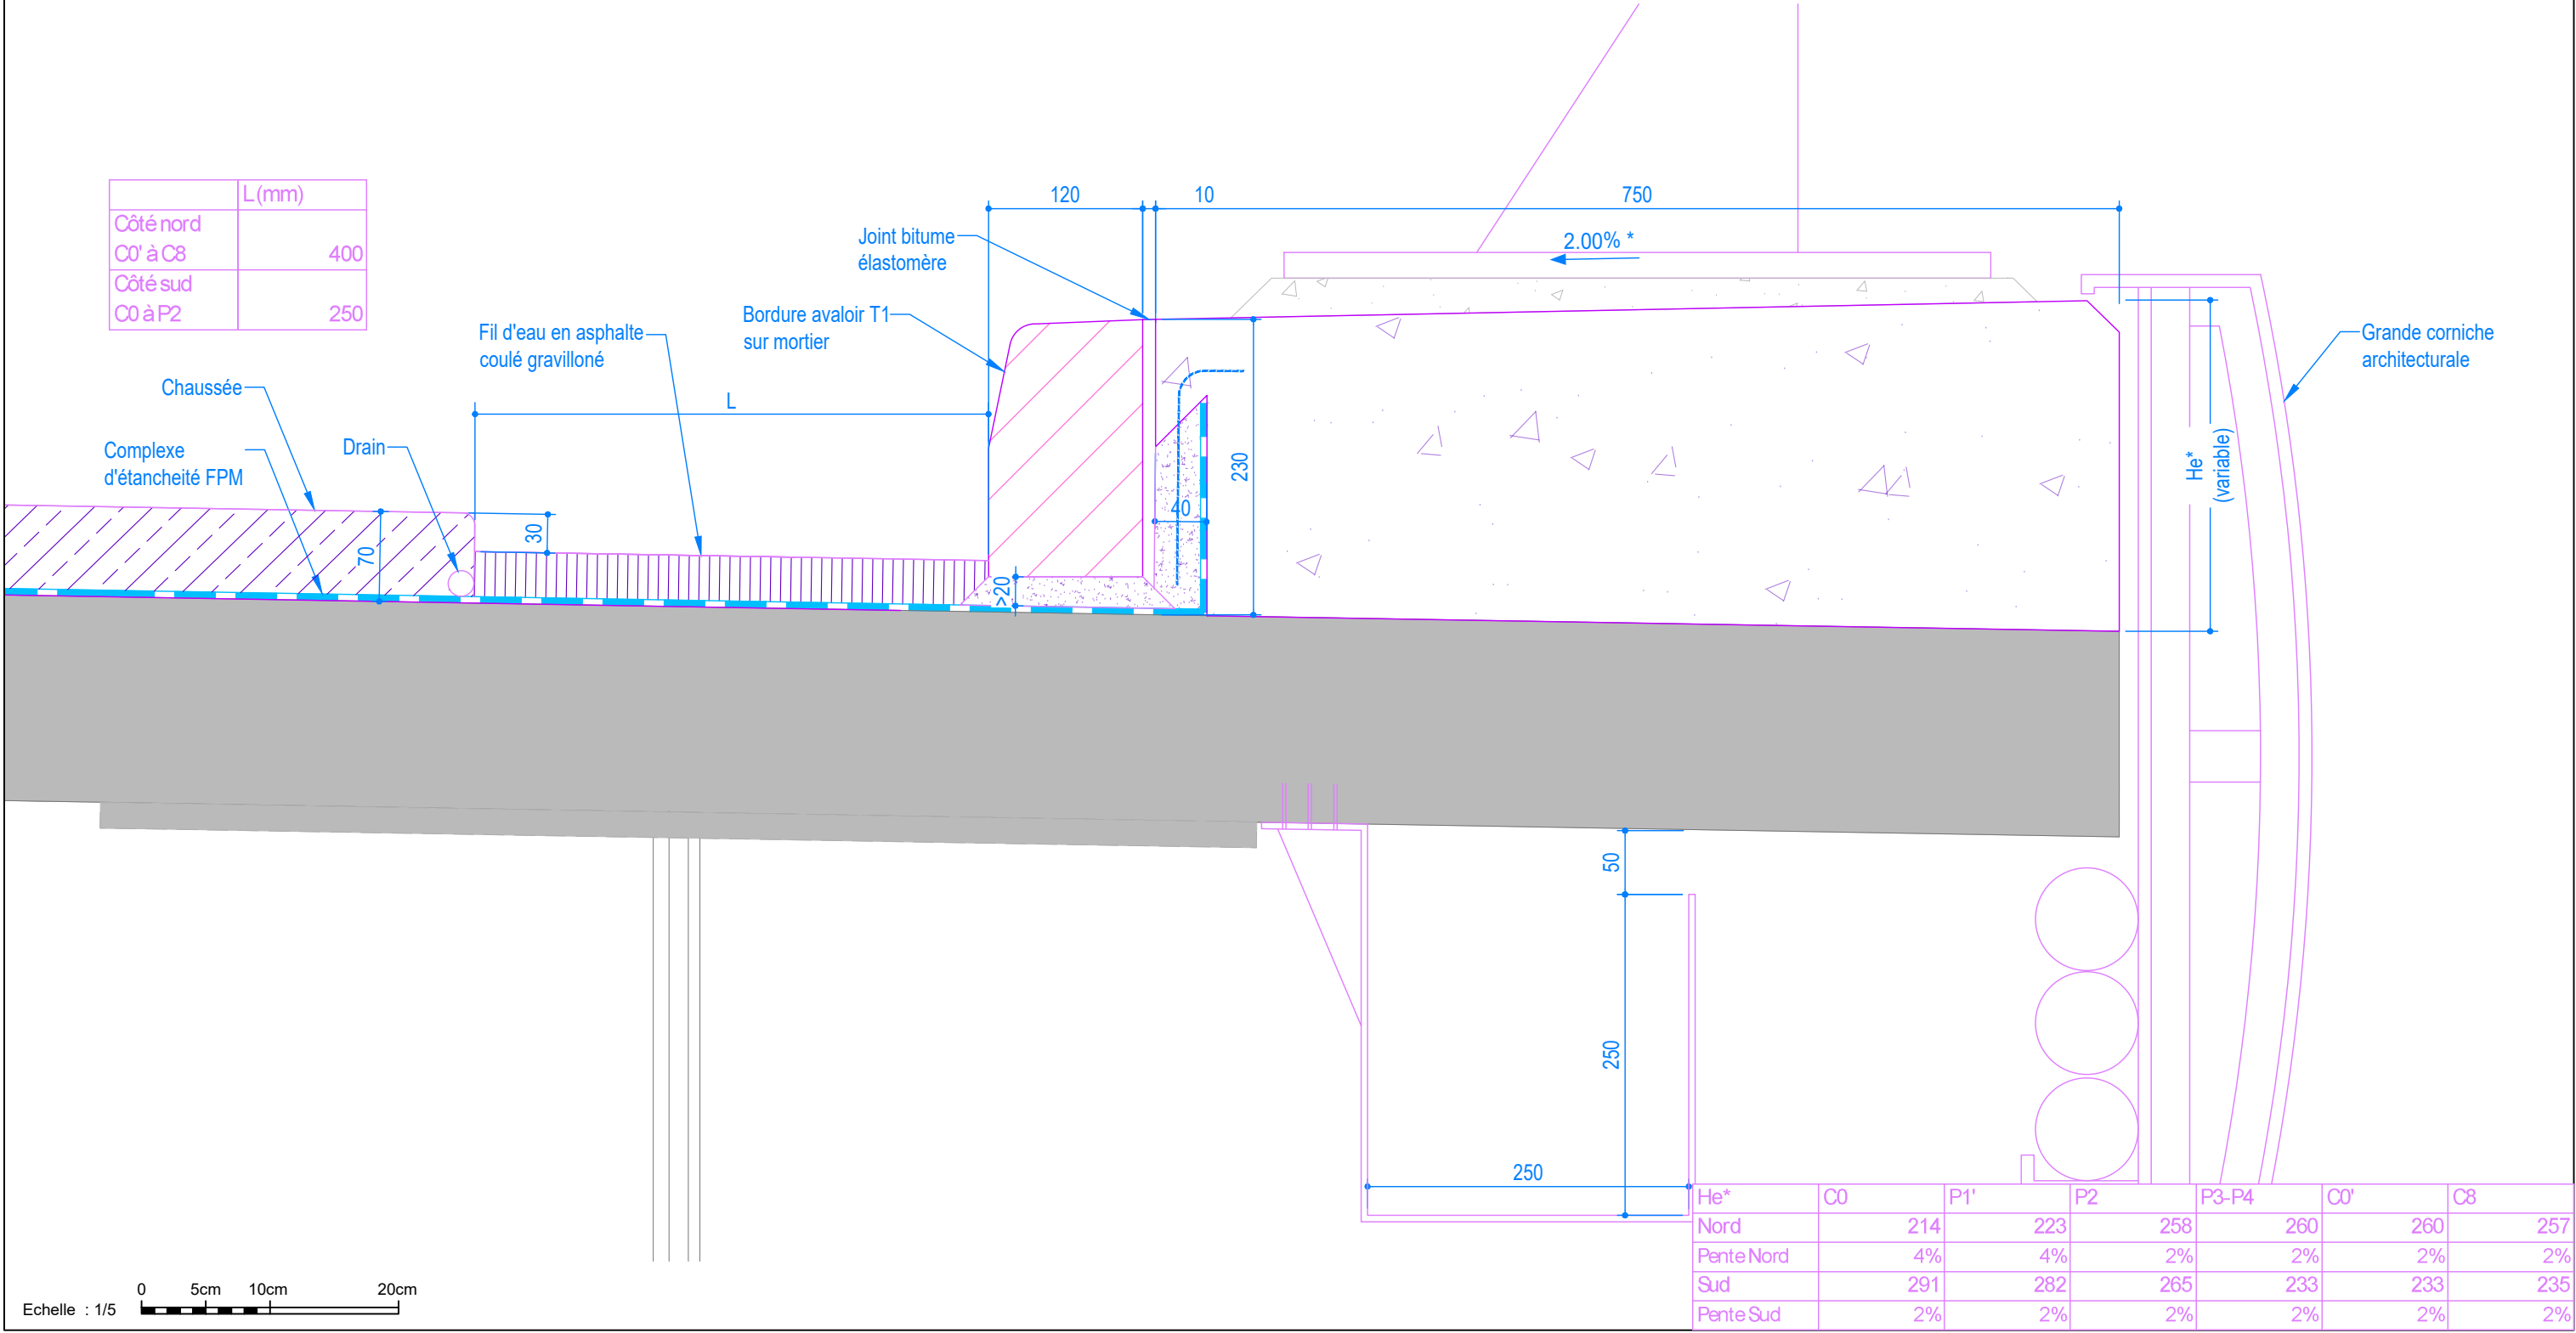 120
10
750
L(mm)
Côté nord
C0' à C8 400
Côté sud
C0 à P2 250
Joint bitume
élastomère
2.00% *
Bordure avaloir T1
sur mortier
Fil d'eau en asphalte
coulé gravilloné
Grande corniche
architecturale
Chaussée
L
Complexe
d'étancheité FPM
Drain
230
He*
(variable)
40
30
70
>20
50
250
250
He* C0 P1' P2 P3-P4 C0' C8
Nord 214 223 258 260 260 257
Pente Nord 4% 4% 2% 2% 2% 2%
Sud 291 282 265 233 233 235
Pente Sud 2% 2% 2% 2% 2% 2%
0 5cm 10cm 20cm
Echelle : 1/5